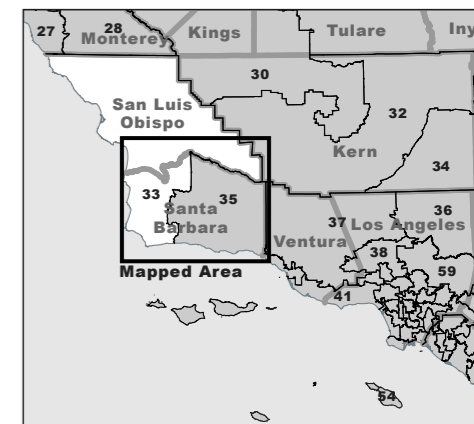 27
28
Monterey
Kings
Tulare
Iny
30
San Luis
Obispo
32
Kern
34
33
35
Santa
Barbara
37
36
Los Angeles
Ventura
38
59
Mapped Area
41
54